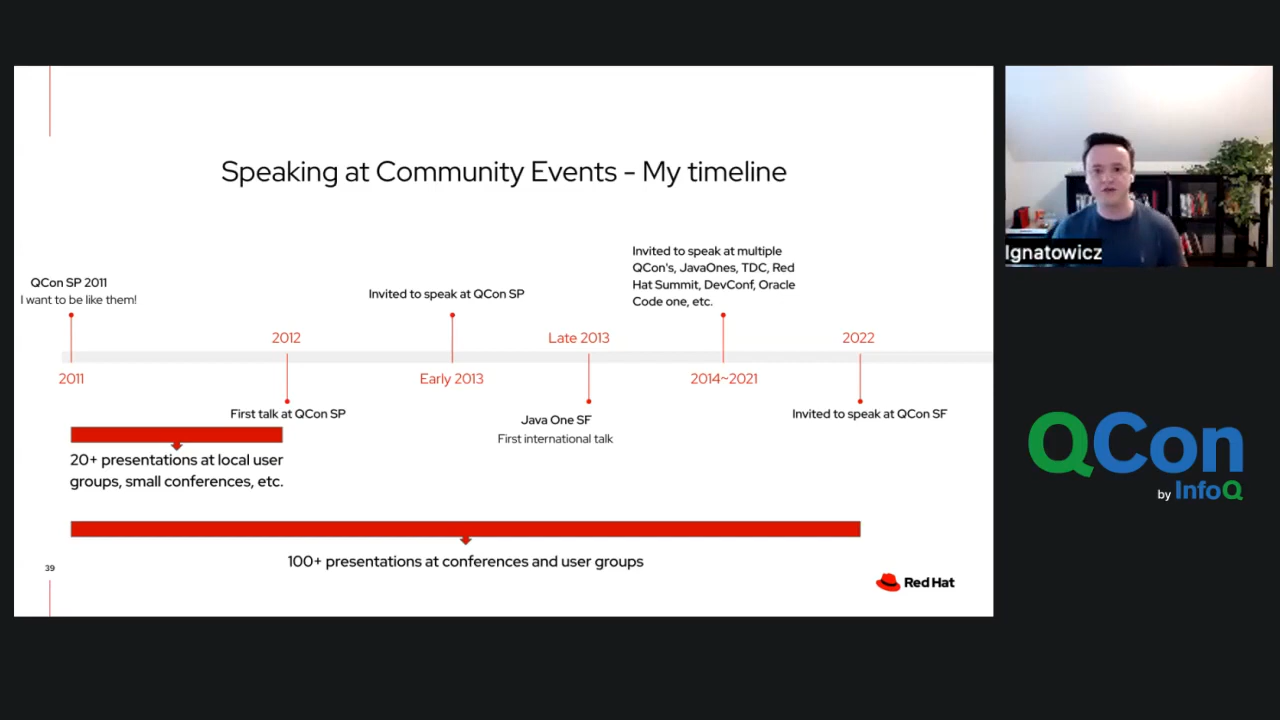 Speaking at Community Events - My timeline
QCon SP 2011
I want to be like them!
2011
2012
First talk at QCon SP
Invited to speak at QCon SP
Early 2013
Late 2013
Java One SF
First international talk
Invited to speak at multiple
QCon's, JavaOnes, TDC, Red
Hat Summit, DevConf, Oracle
Code one, etc.
2014~2021
2022
Invited to speak at QCon SF
20+ presentations at local user
groups, small conferences, etc.
100+ presentations at conferences and user groups
39
Red Hat
Ignatowicz
QCon
by InfoQ